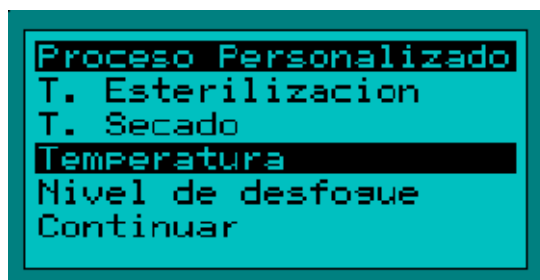 Proceso Personalizado
T. Esterilizacion
T. Secado
Temperatura
Nivel de desfogue
Continuar